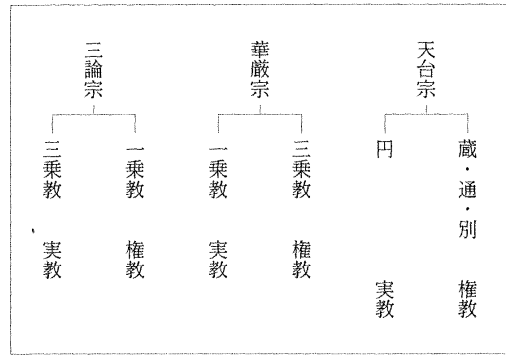 天台宗
蔵・通・別 権教
円 実教
華厳宗
三乗教 権教
一乗教 実教
三論宗
一乗教 権教
三乗教 実教